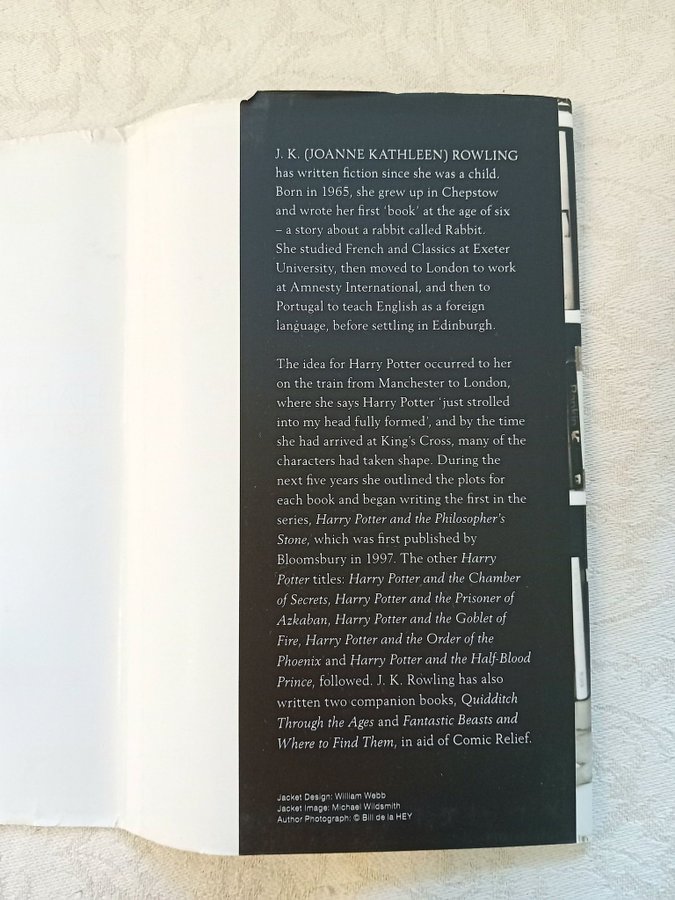 J. K. (JOANNE KATHLEEN) ROWLING
has written fiction since she was a child.
Born in 1965, she grew up in Chepstow
and wrote her first ‘book’ at the age of six
– a story about a rabbit called Rabbit.
She studied French and Classics at Exeter
University, then moved to London to work
at Amnesty International, and then to
Portugal to teach English as a foreign
language, before settling in Edinburgh.
The idea for Harry Potter occurred to her
on the train from Manchester to London,
where she says Harry Potter ‘just strolled
into my head fully formed’, and by the time
she had arrived at King’s Cross, many of the
characters had taken shape. During the
next five years she outlined the plots for
each book and began writing the first in the
series, Harry Potter and the Philosopher’s
Stone, which was first published by
Bloomsbury in 1997. The other Harry
Potter titles: Harry Potter and the Chamber
of Secrets, Harry Potter and the Prisoner of
Azkaban, Harry Potter and the Goblet of
Fire, Harry Potter and the Order of the
Phoenix and Harry Potter and the Half-Blood
Prince, followed. J. K. Rowling has also
written two companion books, Quidditch
Through the Ages and Fantastic Beasts and
Where to Find Them, in aid of Comic Relief.
Jacket Design: William Webb
Jacket Image: Michael Wildsmith
Author Photograph: © Bill de la HEY